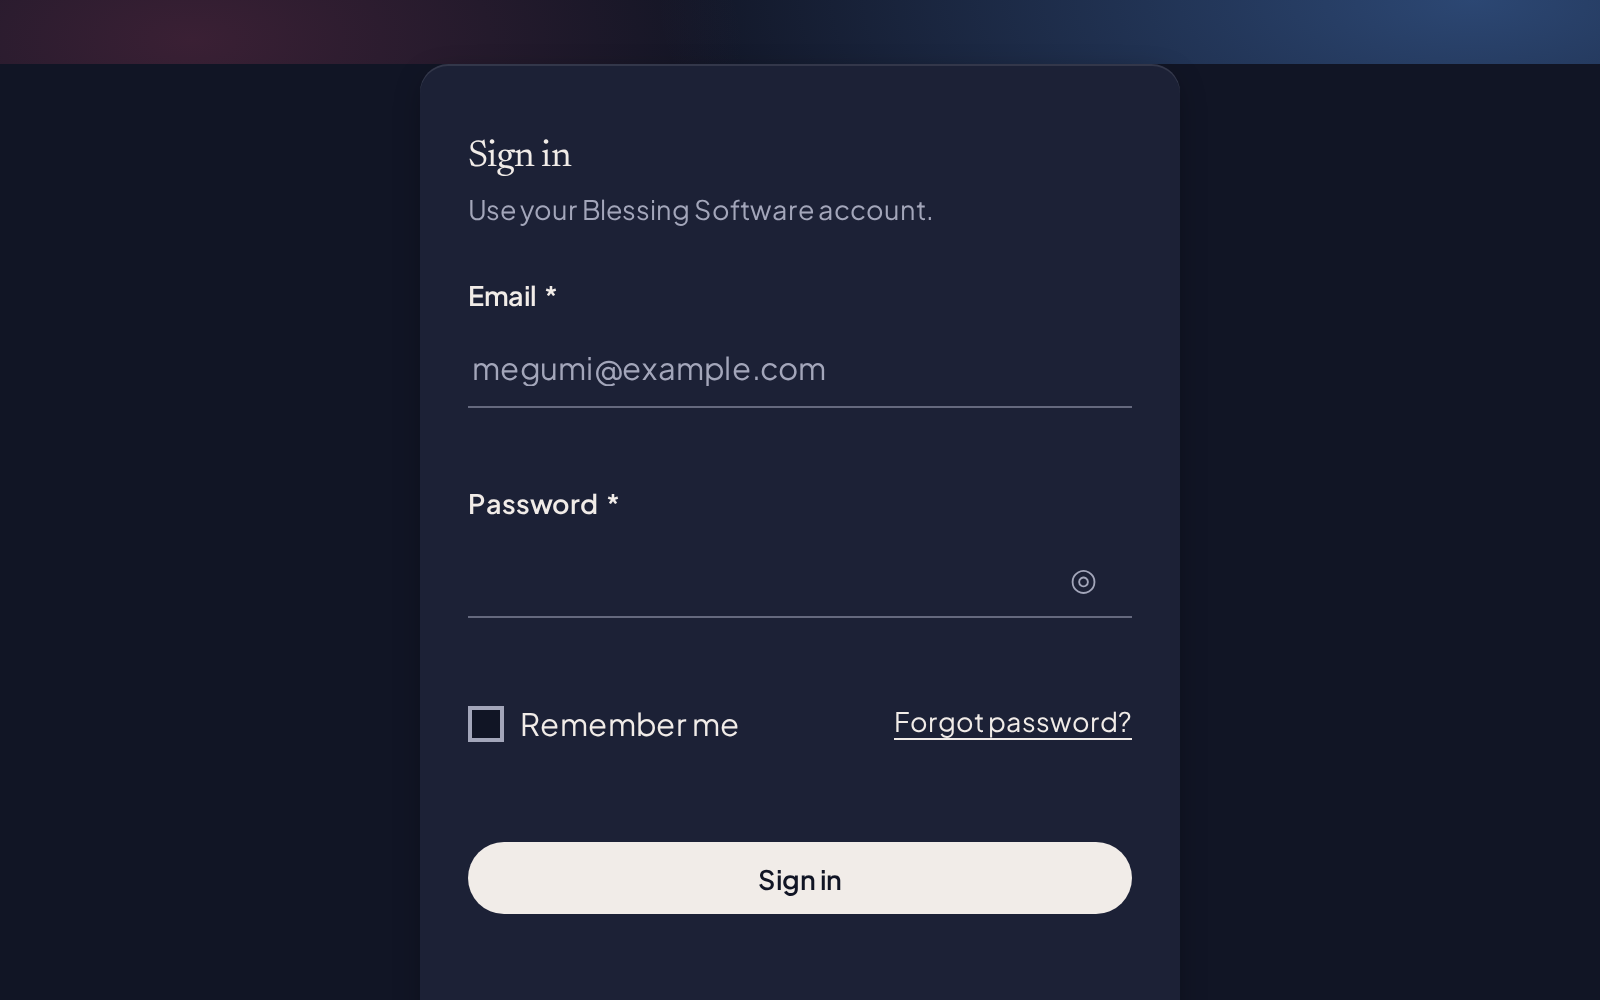 Sign in
Use your Blessing Software account.
Email *
megumi@example.com
Password *
Remember me
Forgot password?
Sign in